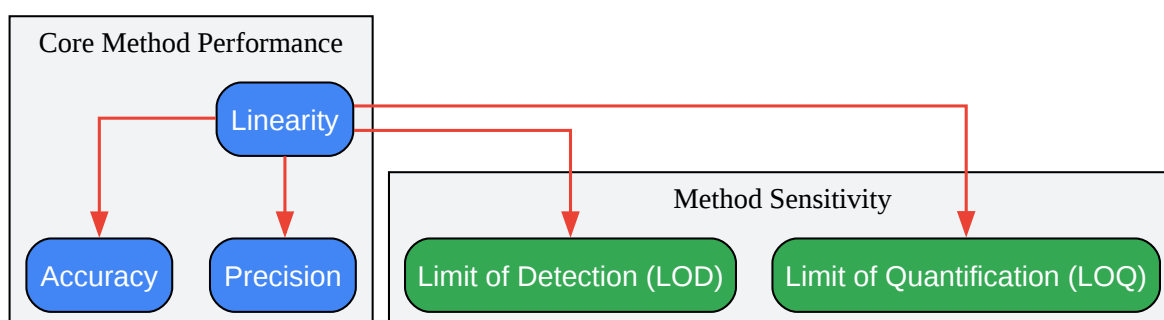 Core Method Performance
Linearity
Method Sensitivity
Accuracy
Precision
Limit of Detection (LOD)
Limit of Quantification (LOQ)